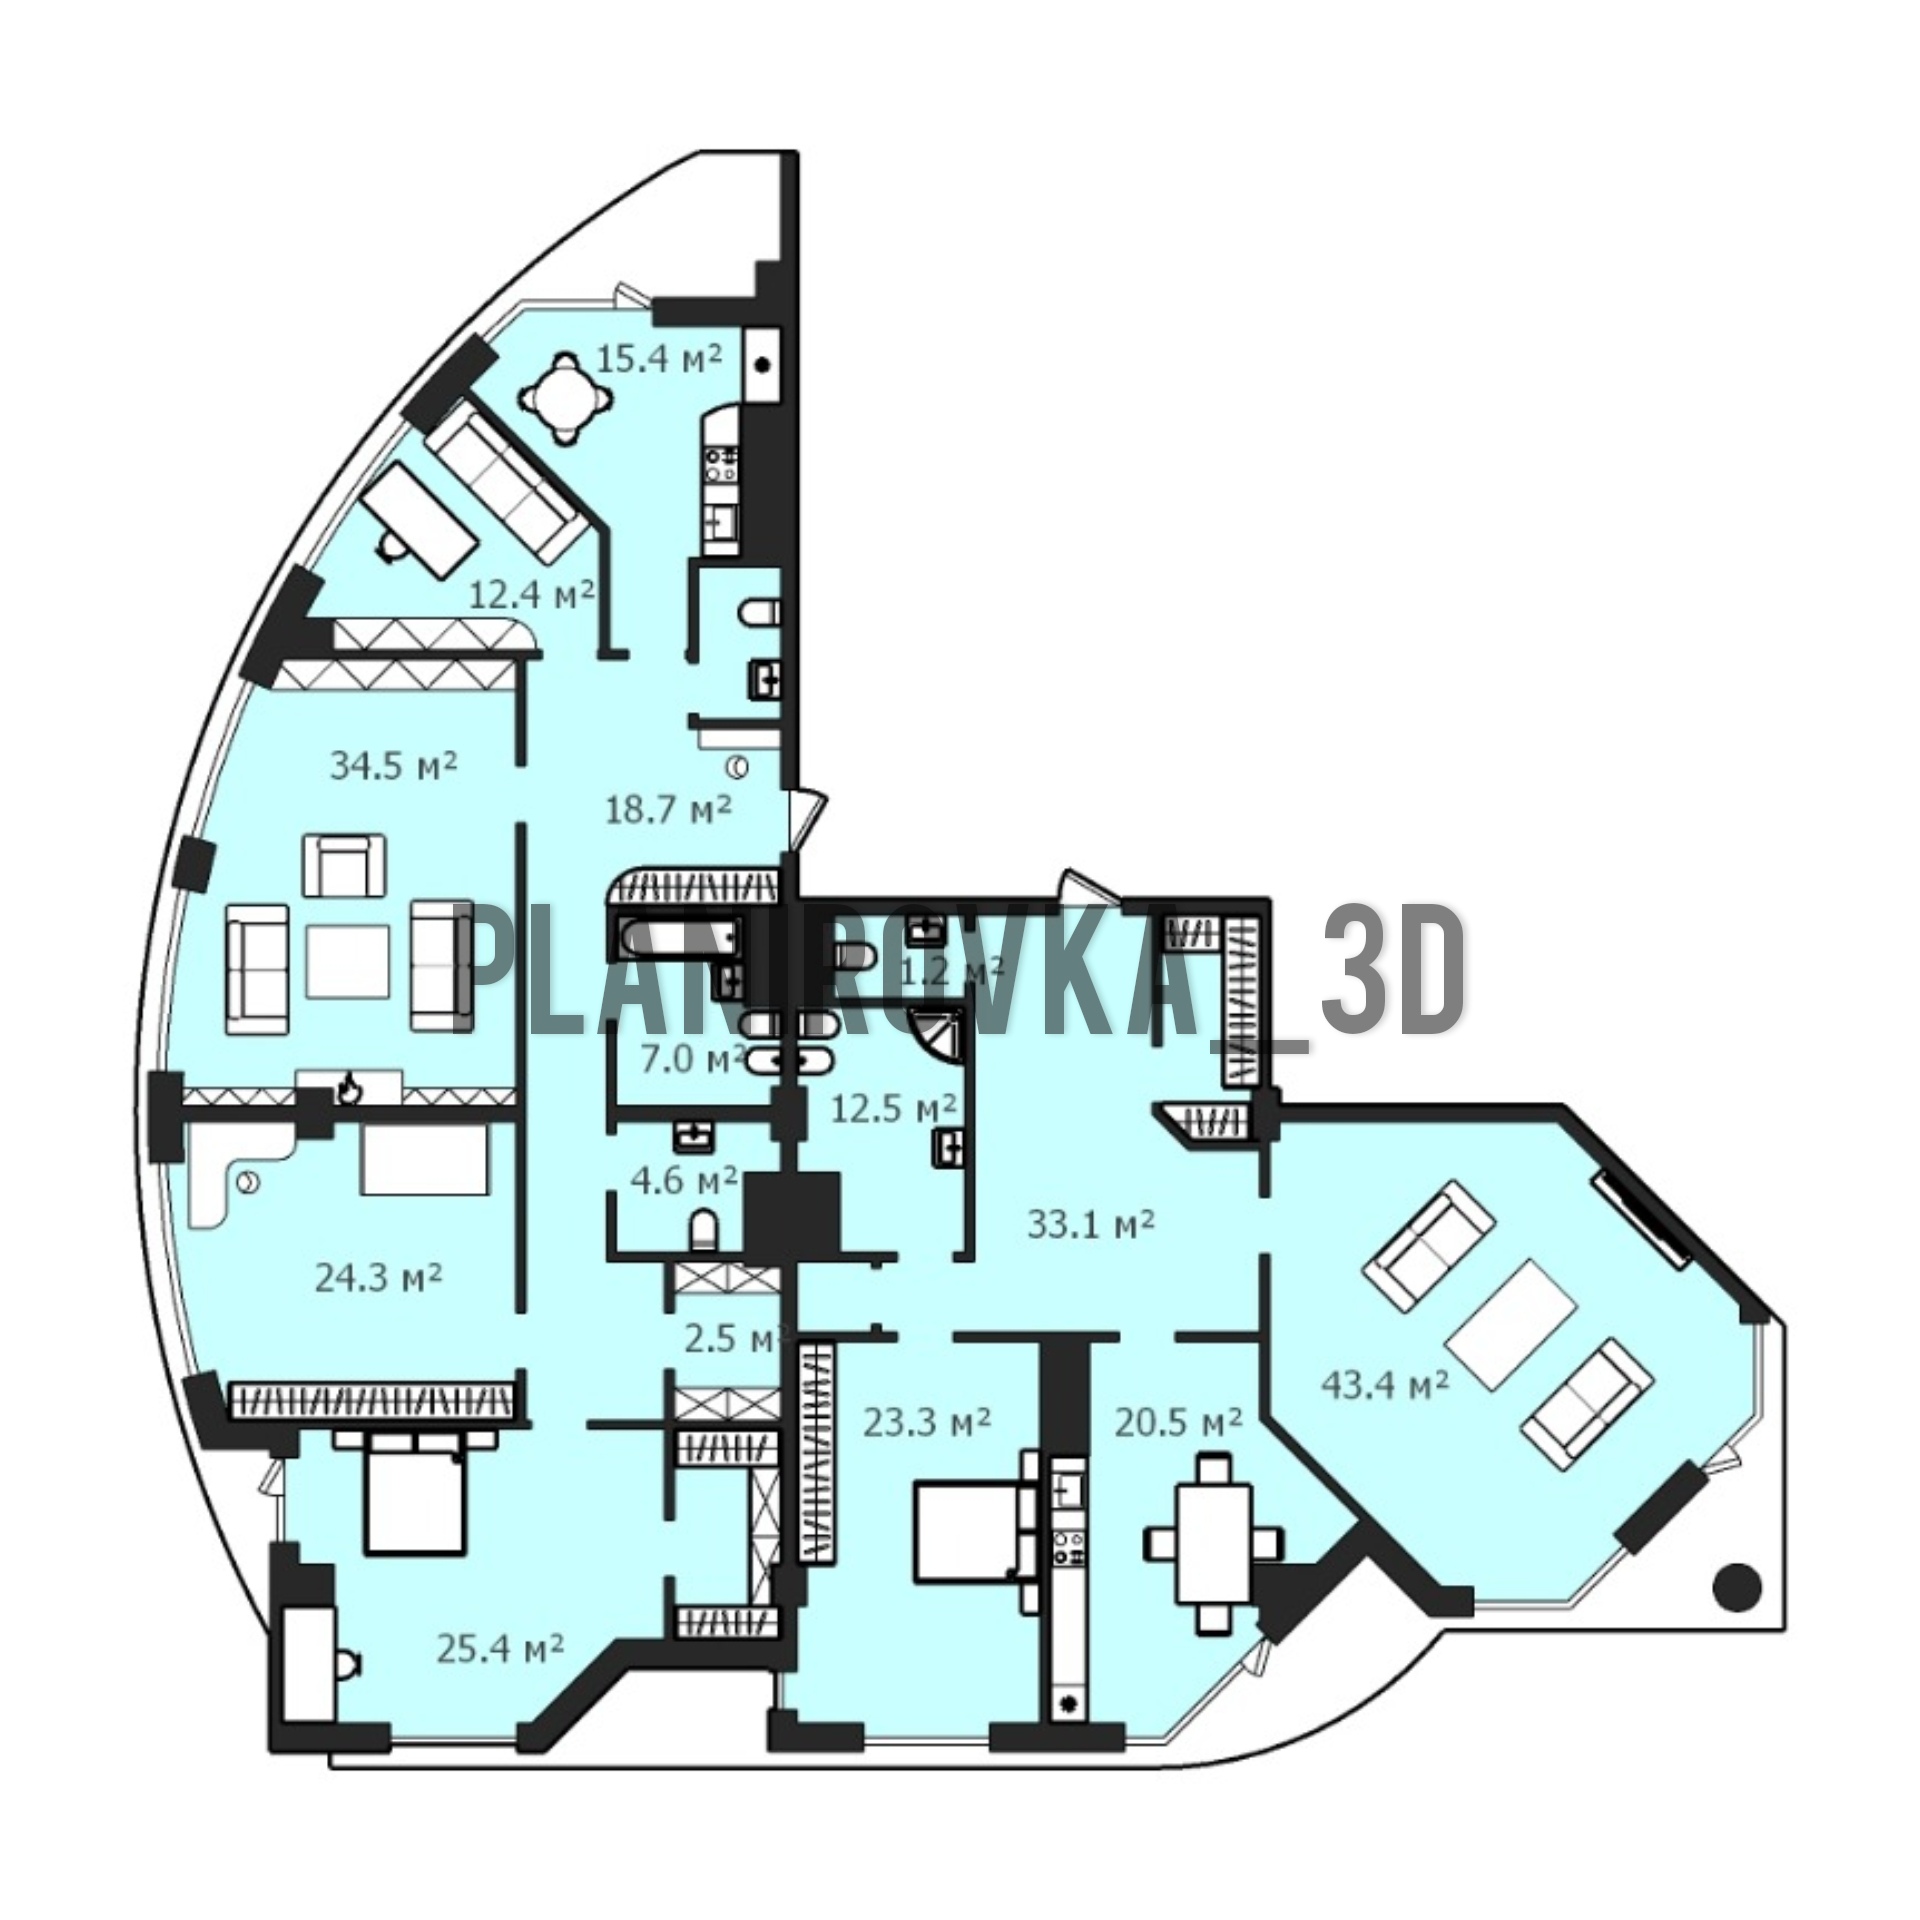 15.4 м²
12.4 м²
34.5 м²
18.7 м²
PLANIROVKA_3D
1.2 м²
7.0 м²
12.5 м²
4.6 м²
33.1 м²
24.3 м²
2.5 м²
43.4 м²
23.3 м²
20.5 м²
25.4 м²